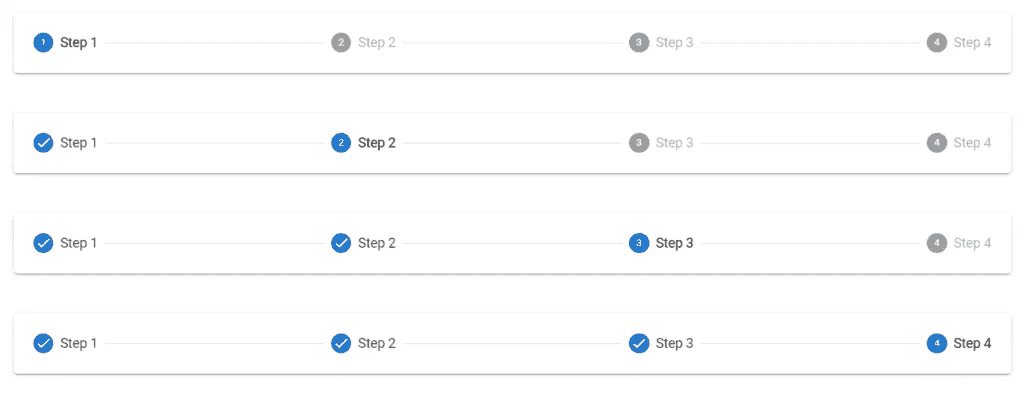 1 Step 1 2 Step 2 3 Step 3 4 Step 4
Step 1 2 Step 2 3 Step 3 4 Step 4
Step 1 Step 2 3 Step 3 4 Step 4
Step 1 Step 2 Step 3 4 Step 4